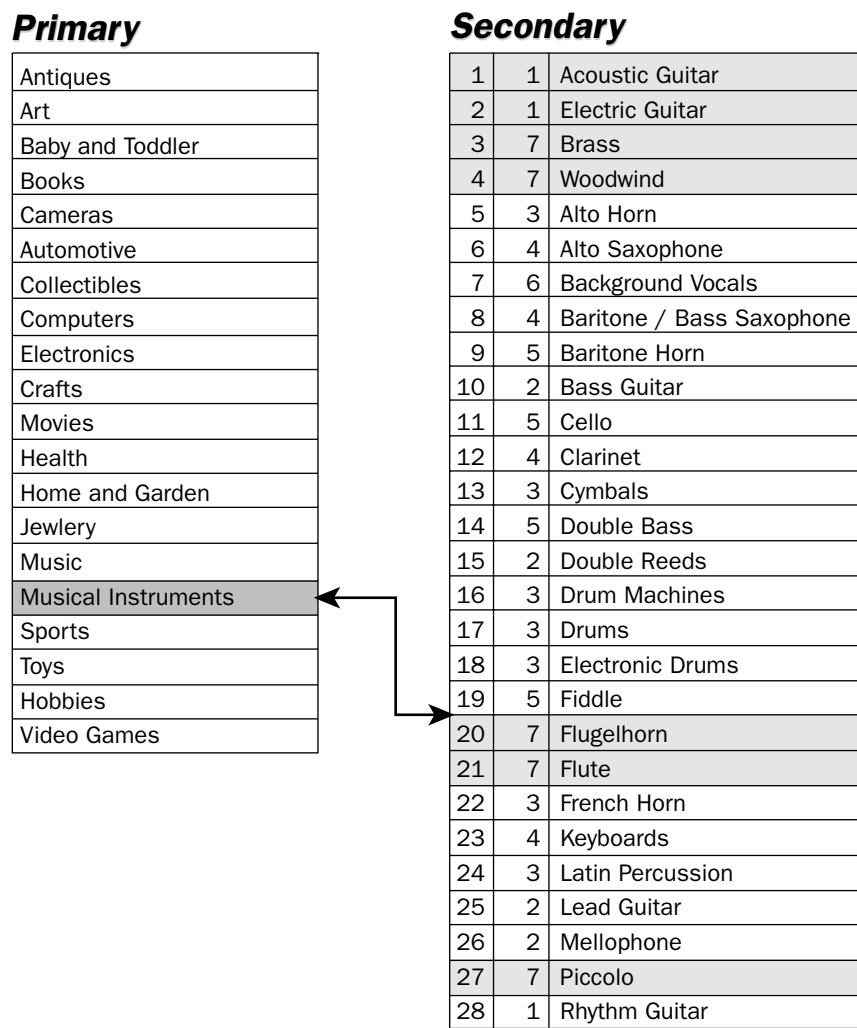 Primary
Antiques
Art
Baby and Toddler
Books
Cameras
Automotive
Collectibles
Computers
Electronics
Crafts
Movies
Health
Home and Garden
Jewlery
Music
Musical Instruments
Sports
Toys
Hobbies
Video Games
Secondary
1 1 Acoustic Guitar
2 1 Electric Guitar
3 7 Brass
4 7 Woodwind
5 3 Alto Horn
6 4 Alto Saxophone
7 6 Background Vocals
8 4 Baritone / Bass Saxophone
9 5 Baritone Horn
10 2 Bass Guitar
11 5 Cello
12 4 Clarinet
13 3 Cymbals
14 5 Double Bass
15 2 Double Reeds
16 3 Drum Machines
17 3 Drums
18 3 Electronic Drums
19 5 Fiddle
20 7 Flugelhorn
21 7 Flute
22 3 French Horn
23 4 Keyboards
24 3 Latin Percussion
25 2 Lead Guitar
26 2 Mellophone
27 7 Piccolo
28 1 Rhythm Guitar